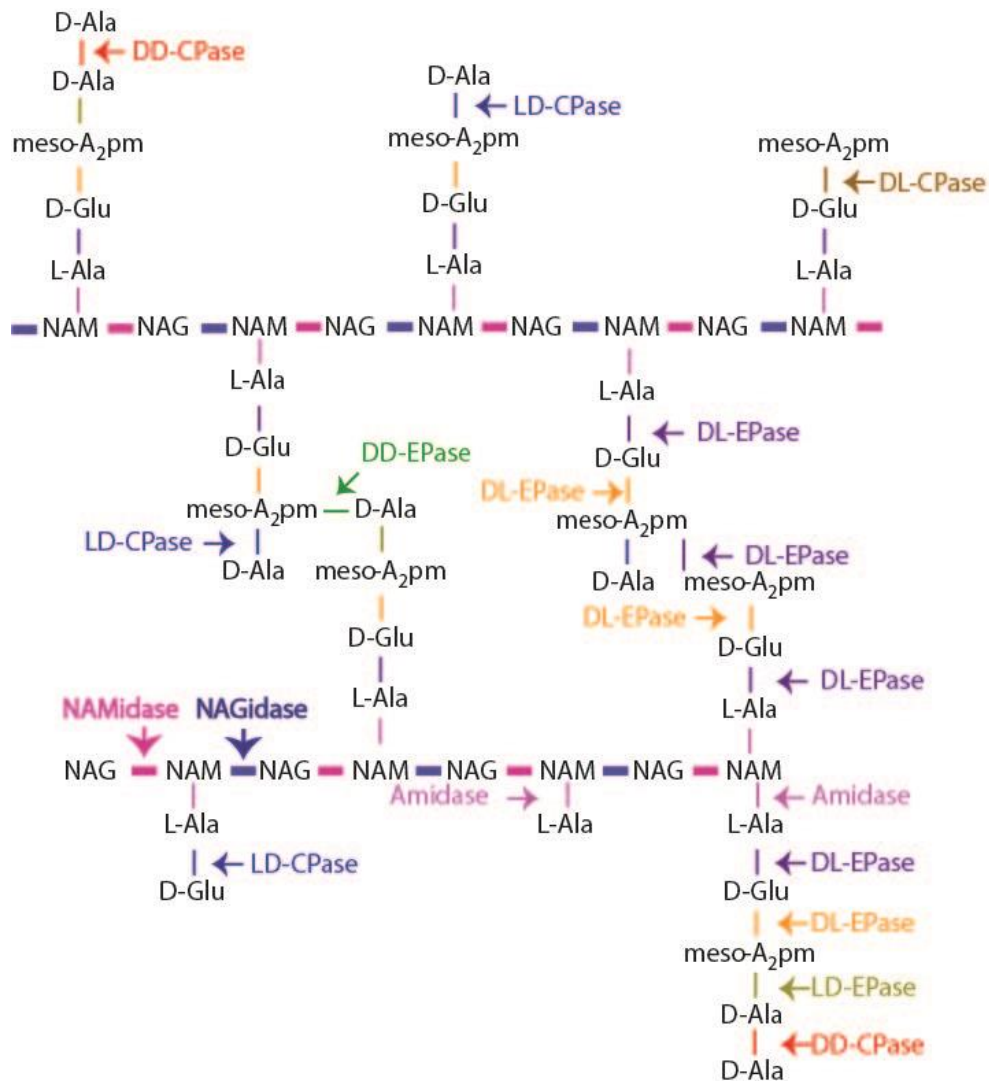 D-Ala
DD-CPase
D-Ala
meso-A₂pm
D-Glu
L-Ala
D-Ala
LD-CPase
meso-A₂pm
D-Glu
L-Ala
meso-A₂pm
DL-CPase
D-Glu
L-Ala
NAM NAG NAM NAG NAM NAG NAM NAG NAM
L-Ala
D-Glu
DD-EPase
meso-A₂pm D-Ala
LD-CPase
D-Ala
meso-A₂pm
D-Glu
L-Ala
L-Ala
DL-EPase
D-Glu
DL-EPase
meso-A₂pm
DL-EPase
D-Ala
meso-A₂pm
DL-EPase
D-Glu
DL-EPase
L-Ala
NAMidase NAGidase
NAG NAM NAG NAM NAG NAM NAG NAM
L-Ala
LD-CPase
D-Glu
Amidase
L-Ala
Amidase
L-Ala
DL-EPase
D-Glu
DL-EPase
meso-A₂pm
LD-EPase
D-Ala
DD-CPase
D-Ala